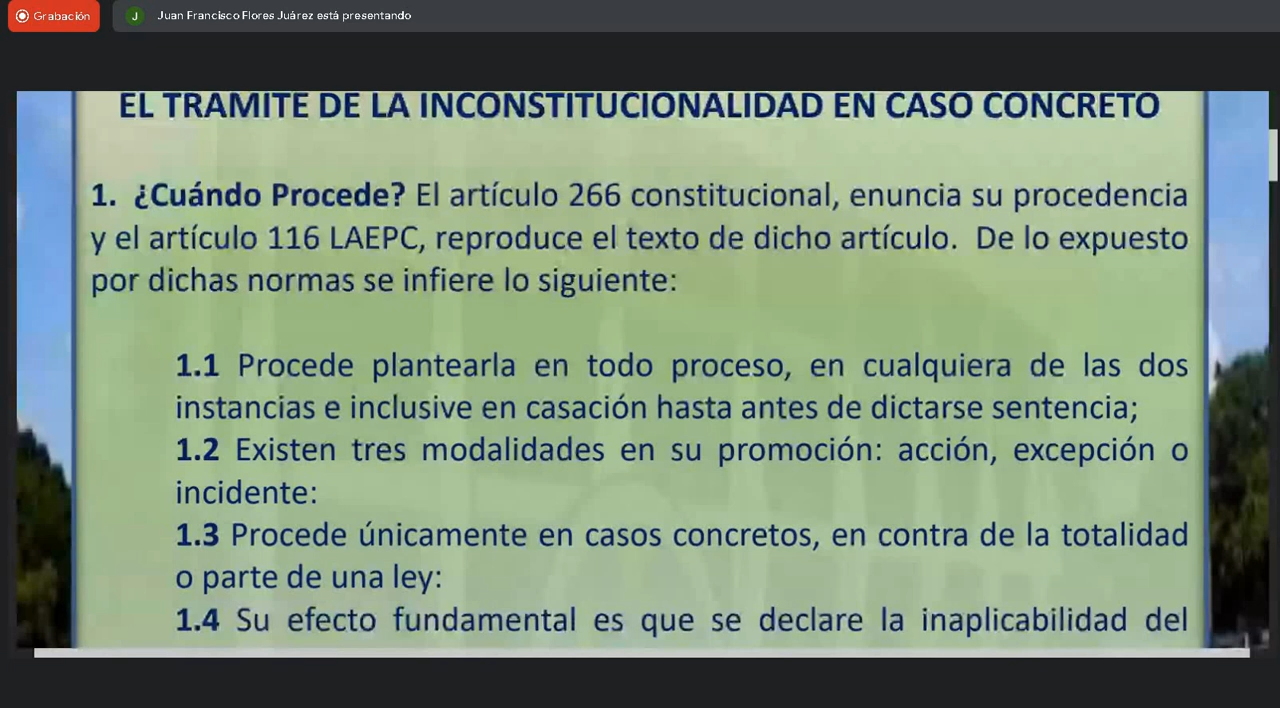 Grabación
J
Juan Francisco Flores Juárez está presentando
EL TRAMITE DE LA INCONSTITUCIONALIDAD EN CASO CONCRETO
1. ¿Cuándo Procede? El artículo 266 constitucional, enuncia su procedencia
y el artículo 116 LAEPC, reproduce el texto de dicho artículo. De lo expuesto
por dichas normas se infiere lo siguiente:
1.1 Procede plantearla en todo proceso, en cualquiera de las dos
instancias e inclusive en casación hasta antes de dictarse sentencia;
1.2 Existen tres modalidades en su promoción: acción, excepción o
incidente:
1.3 Procede únicamente en casos concretos, en contra de la totalidad
o parte de una ley:
1.4 Su efecto fundamental es que se declare la inaplicabilidad del